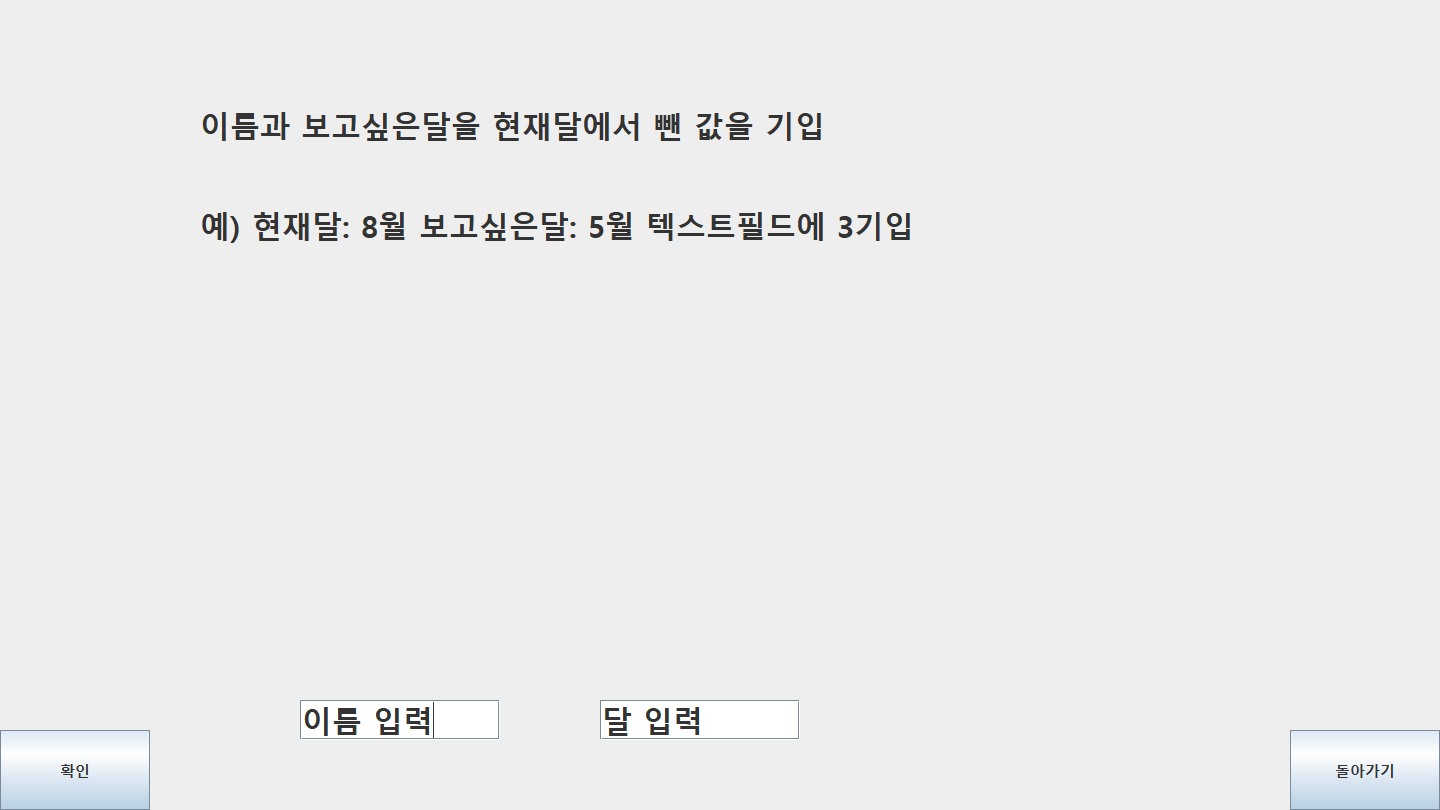 이름과 보고싶은달을 현재달에서 뺀 값을 기입
예) 현재달: 8월 보고싶은달: 5월 텍스트필드에 3기입
이름 입력
달 입력
확인
돌아가기